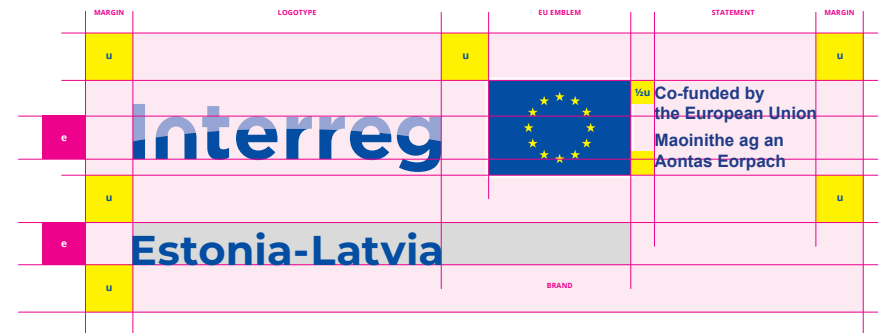 MARGIN LOGOTYPE EU EMBLEM STATEMENT MARGIN
u u u
½u Co-funded by
the European Union
e Interreg Maoinithe ag an
Aontas Eorpach
u u
e Estonia-Latvia
u BRAND